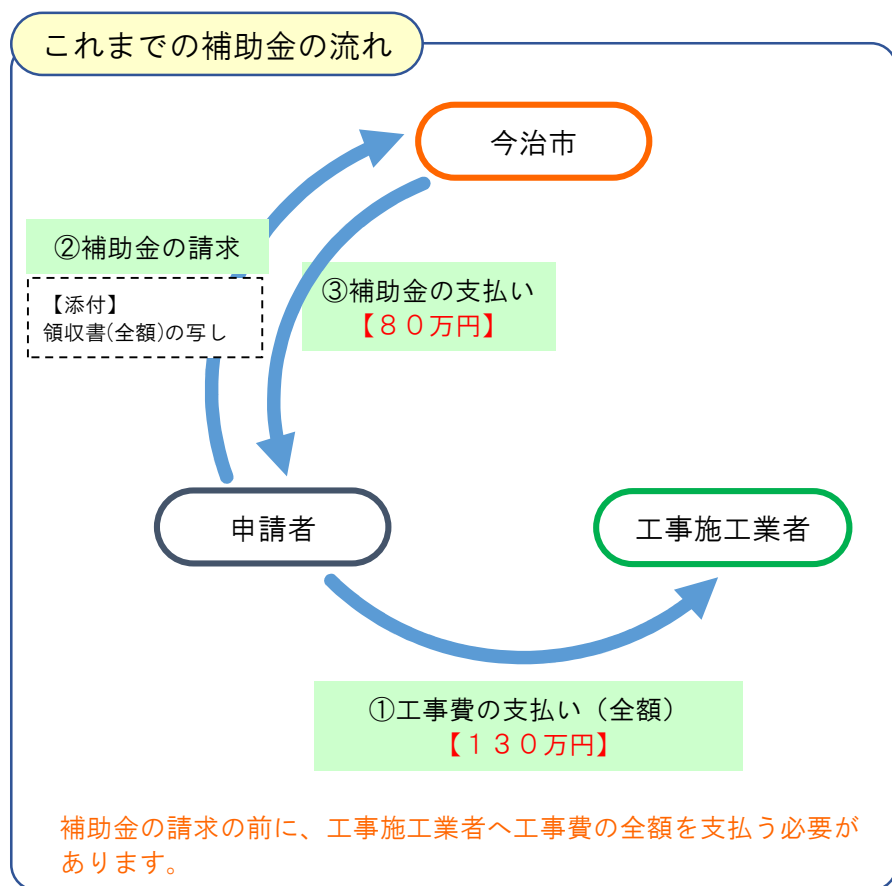 これまでの補助金の流れ
今治市
②補助金の請求
【添付】
領収書(全額)の写し
③補助金の支払い
【８０万円】
申請者
工事施工業者
①工事費の支払い（全額）
【１３０万円】
補助金の請求の前に、工事施工業者へ工事費の全額を支払う必要が
あります。